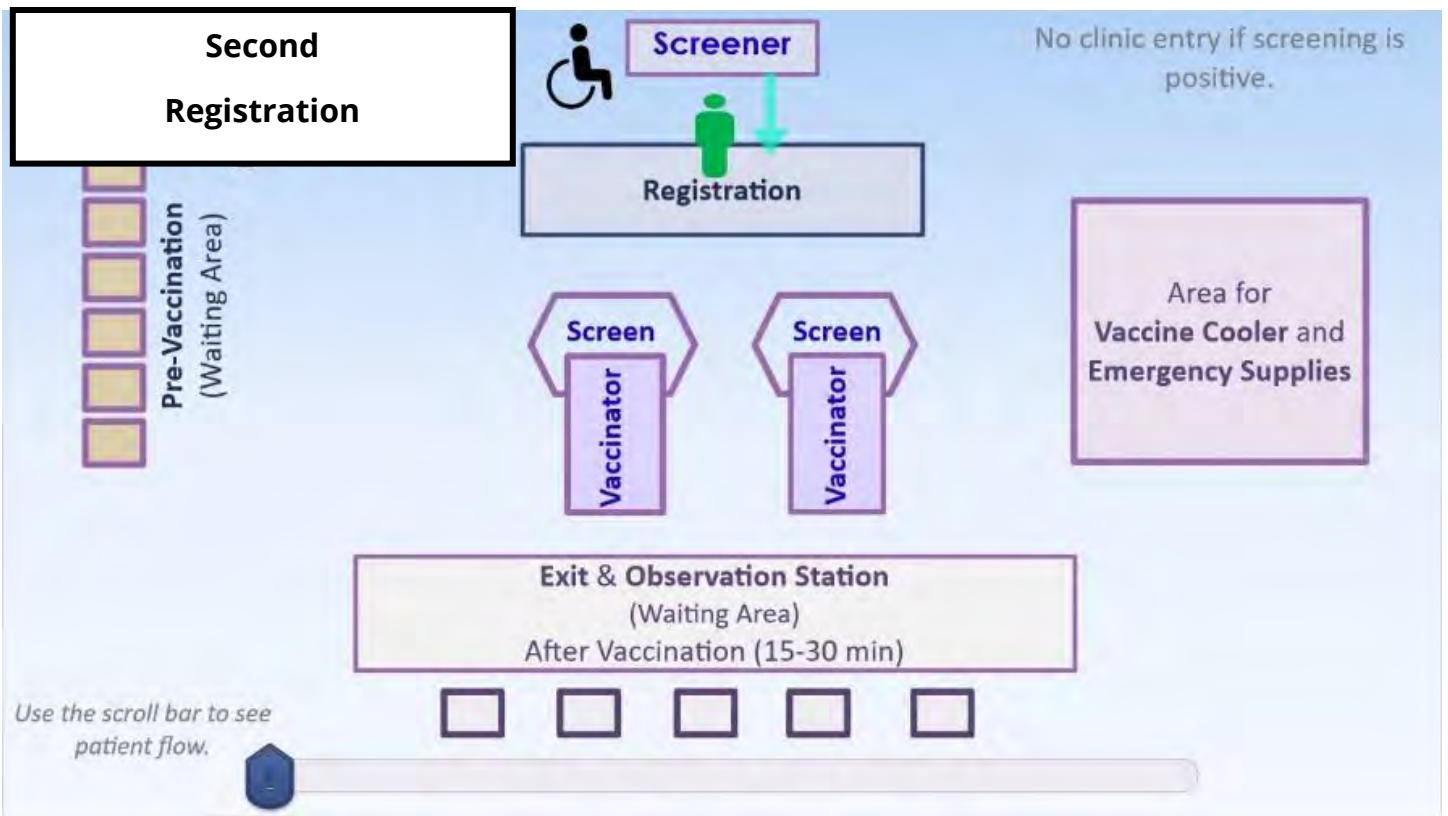 Second
Registration
Screener
No clinic entry if screening is
positive.
Registration
Pre-Vaccination
(Waiting Area)
Screen
Vaccinator
Screen
Vaccinator
Area for
Vaccine Cooler and
Emergency Supplies
Exit & Observation Station
(Waiting Area)
After Vaccination (15-30 min)
Use the scroll bar to see
patient flow.